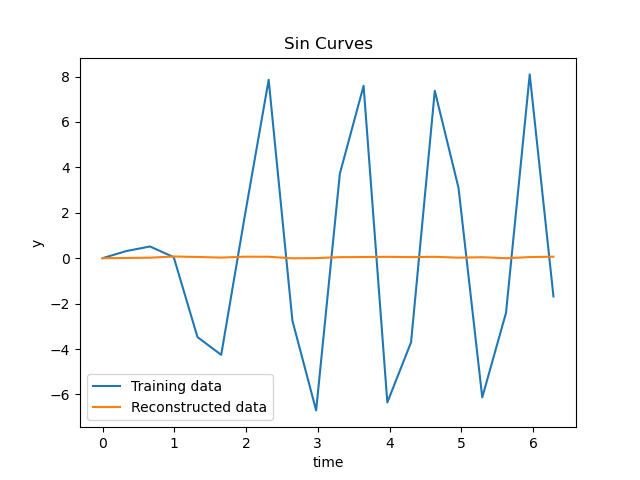 Sin Curves
8
6
4
2
0
−2
−4
−6
y
Training data
Reconstructed data
0 1 2 3 4 5 6
time